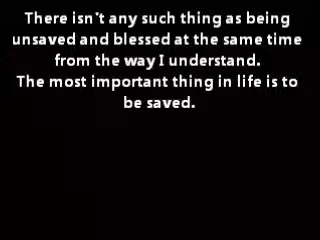 There isn't any such thing as being
unsaved and blessed at the same time
from the way I understand.
The most important thing in life is to
be saved.